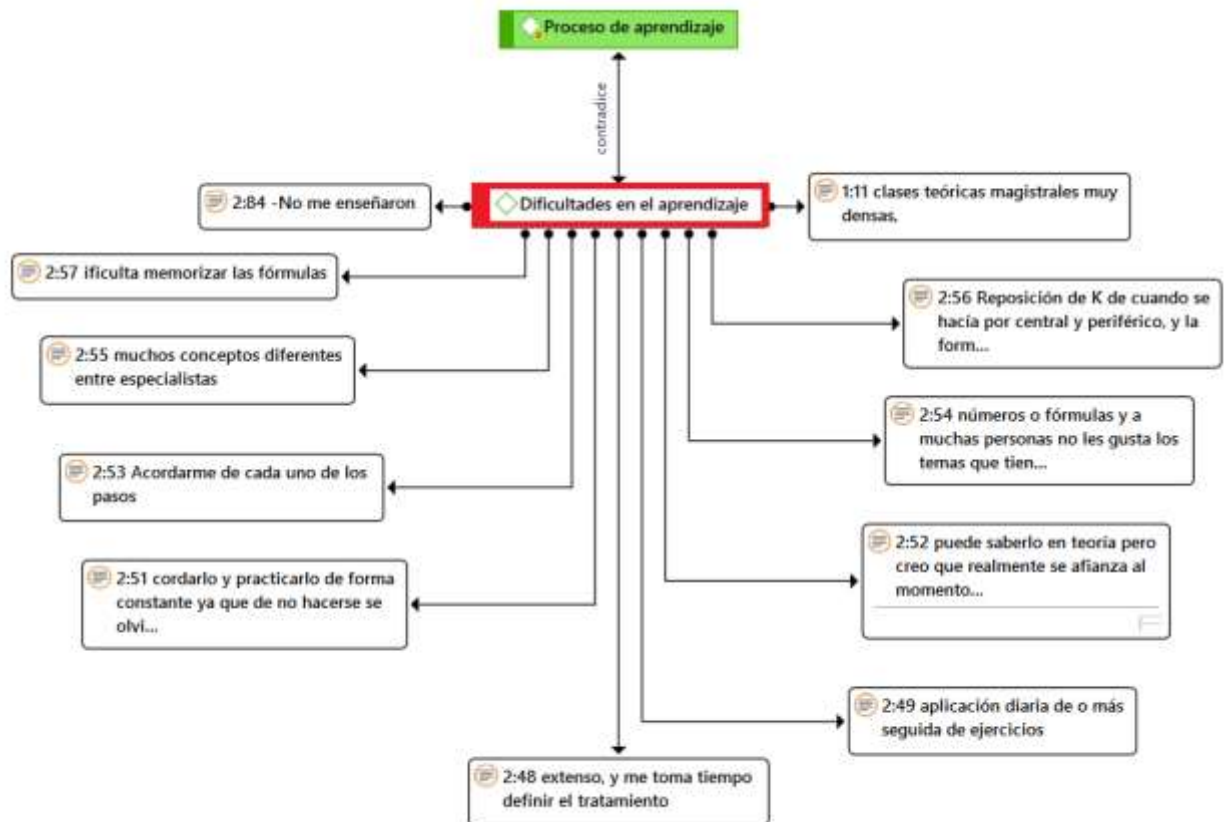 Proceso de aprendizaje
contradice
Dificultades en el aprendizaje
2:84 -No me enseñaron
1:11 clases teóricas magistrales muy
densas.
2:57 ificulta memorizar las fórmulas
2:56 Reposición de K de cuando se
hacía por central y periférico, y la
form...
2:55 muchos conceptos diferentes
entre especialistas
2:54 números o fórmulas y a
muchas personas no les gusta los
temas que tien...
2:53 Acordarme de cada uno de los
pasos
2:52 puede saberlo en teoría pero
creo que realmente se afianza al
momento...
2:51 cordarlo y practicarlo de forma
constante ya que de no hacerse se
olvi...
2:49 aplicación diaria de o más
seguida de ejercicios
2:48 extenso, y me toma tiempo
definir el tratamiento